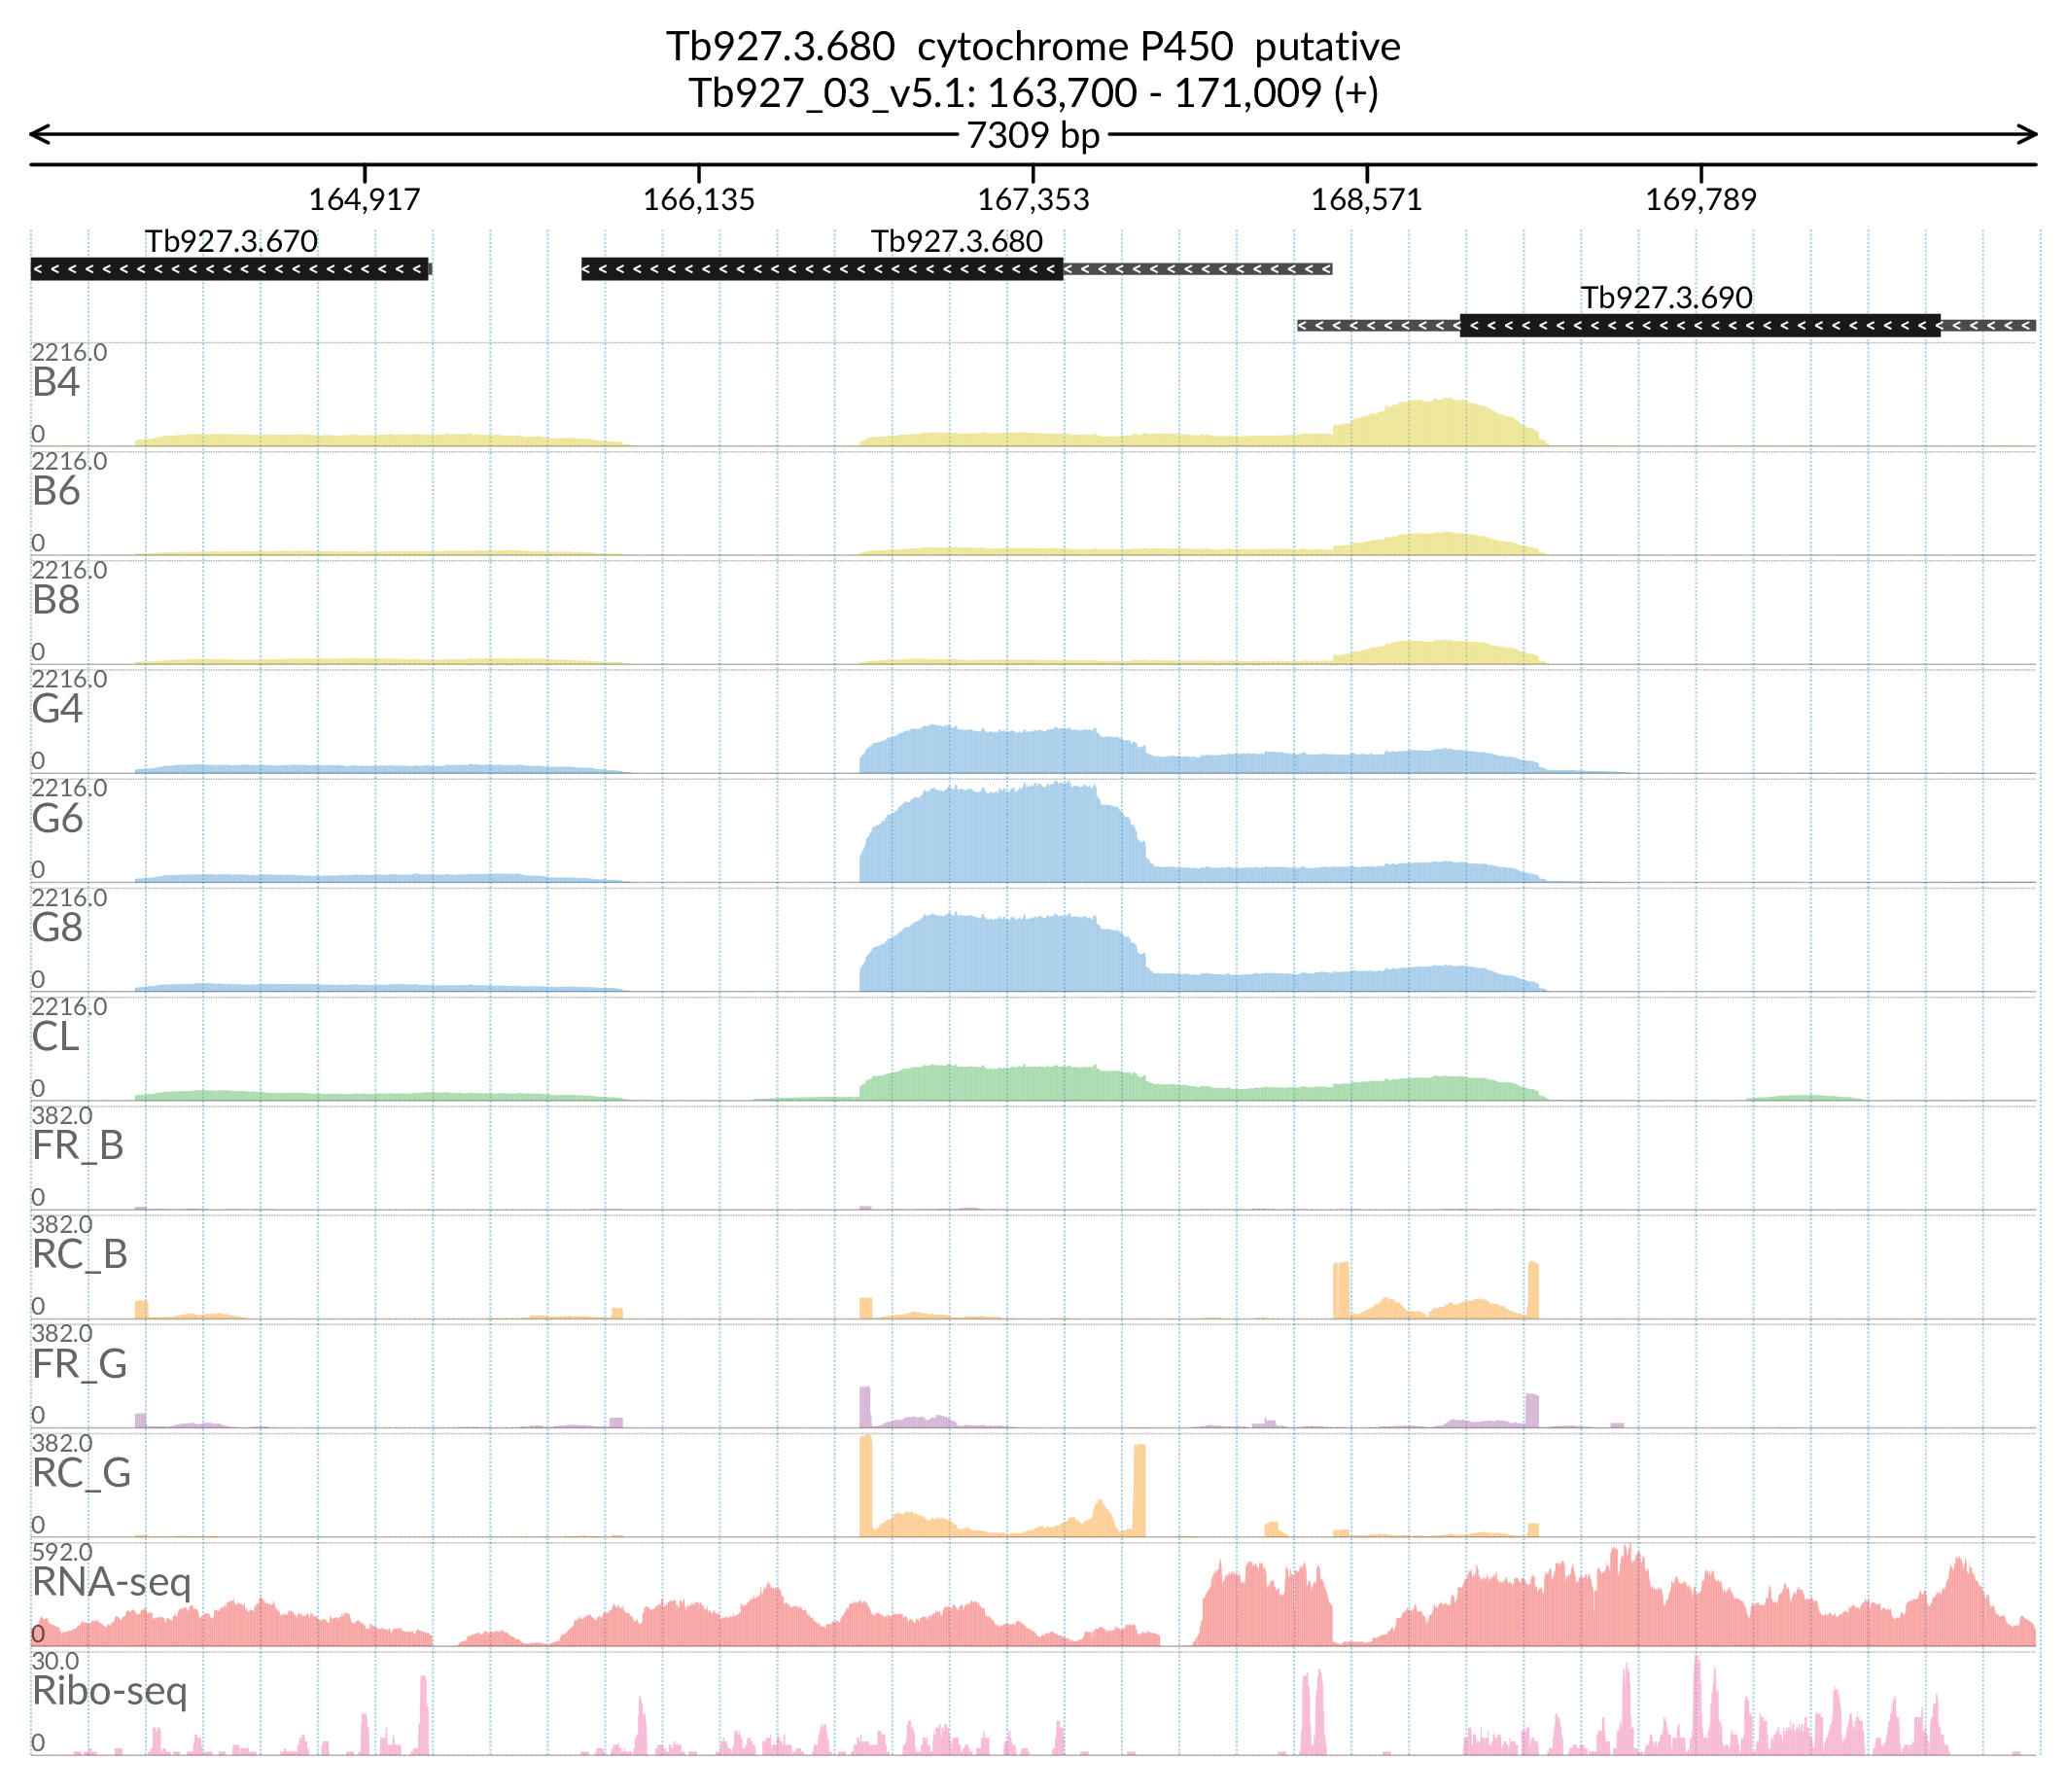 Tb927.3.680 cytochrome P450 putative
Tb927_03_v5.1: 163,700 - 171,009 (+)
7309 bp
164,917 166,135 167,353 168,571 169,789
Tb927.3.670 Tb927.3.680
Tb927.3.690
2216.0
B4
0
2216.0
B6
0
2216.0
B8
0
2216.0
G4
0
2216.0
G6
0
2216.0
G8
0
2216.0
CL
0
382.0
FR_B
0
382.0
RC_B
0
382.0
FR_G
0
382.0
RC_G
0
592.0
RNA-seq
0
30.0
Ribo-seq
0